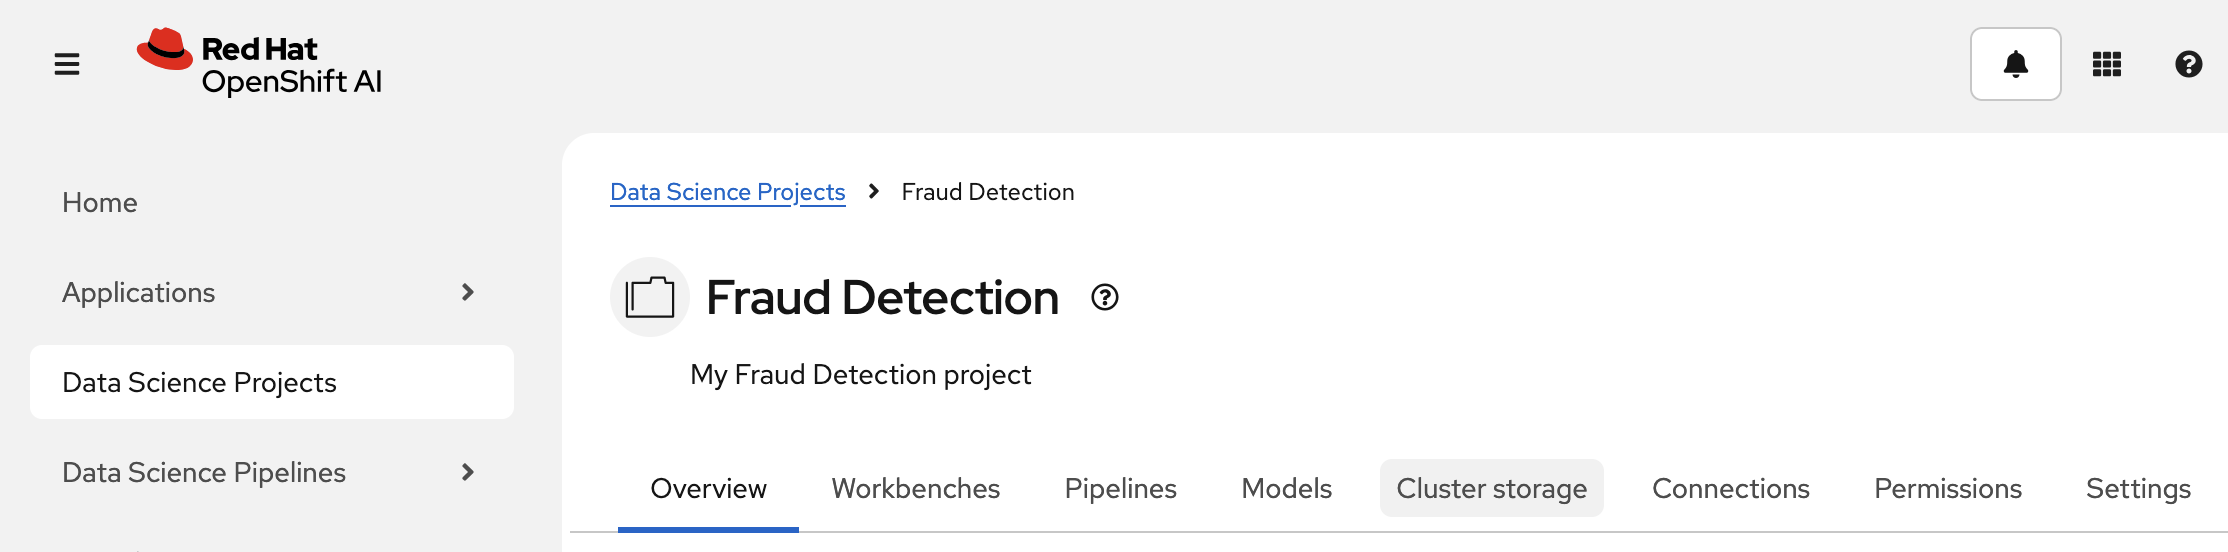 Red Hat
OpenShift AI
Home
Applications
Data Science Projects
Data Science Pipelines
Data Science Projects > Fraud Detection
Fraud Detection
My Fraud Detection project
Overview Workbenches Pipelines Models Cluster storage Connections Permissions Settings